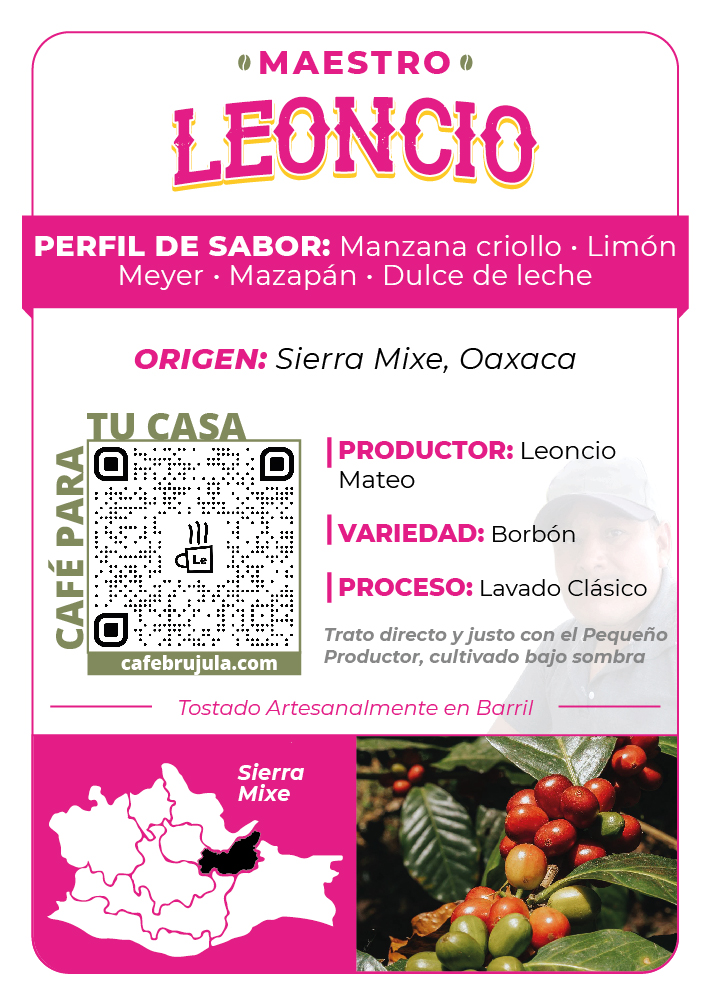 MAESTRO
LEONCIO
PERFIL DE SABOR: Manzana criollo • Limón
Meyer • Mazapán • Dulce de leche
ORIGEN: Sierra Mixe, Oaxaca
TU CASA
CAFÉ PARA
Le
cafebrujula.com
PRODUCTOR: Leoncio
Mateo
VARIEDAD: Borbón
PROCESO: Lavado Clásico
Trato directo y justo con el Pequeño
Productor, cultivado bajo sombra
Tostado Artesanalmente en Barril
Sierra
Mixe